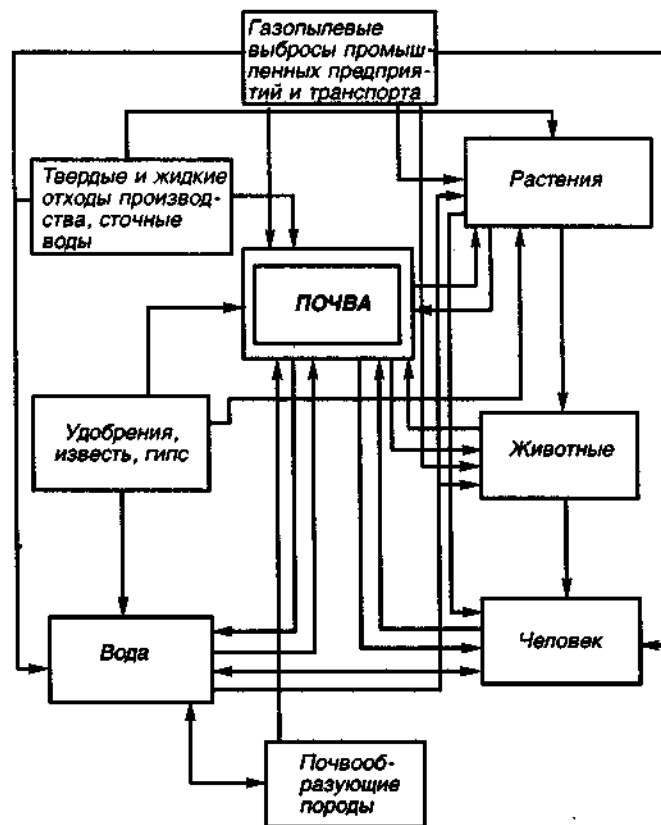 Газопылевые
выбросы промыш-
ленных предприя-
тий и транспорта
Твердые и жидкие
отходы производ-
ства, сточные
воды
Растения
ПОЧВА
Удобрения,
известь, гипс
Животные
Вода
Человек
Почвооб-
разующие
породы